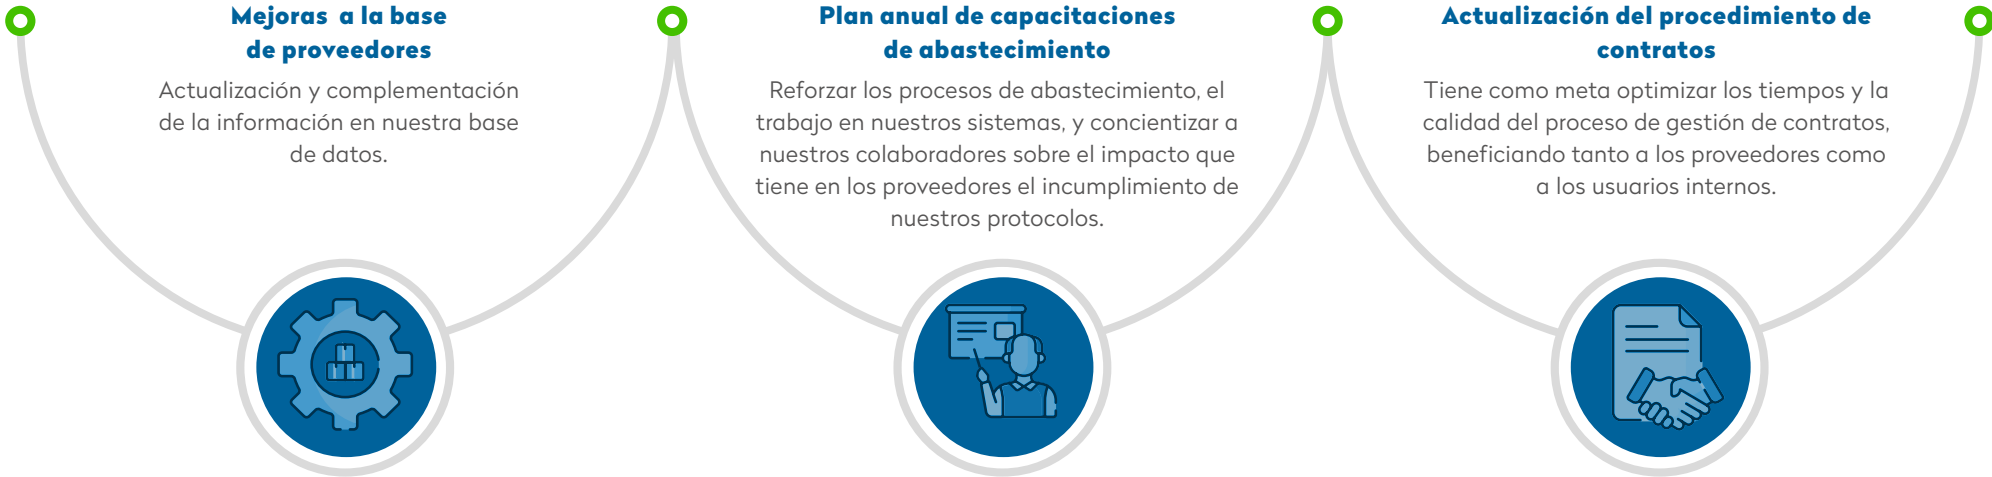 Mejoras a la base
de proveedores
Actualización y complementación
de la información en nuestra base
de datos.
Plan anual de capacitaciones
de abastecimiento
Reforzar los procesos de abastecimiento, el
trabajo en nuestros sistemas, y concientizar a
nuestros colaboradores sobre el impacto que
tiene en los proveedores el incumplimiento de
nuestros protocolos.
Actualización del procedimiento de
contratos
Tiene como meta optimizar los tiempos y la
calidad del proceso de gestión de contratos,
beneficiando tanto a los proveedores como
a los usuarios internos.